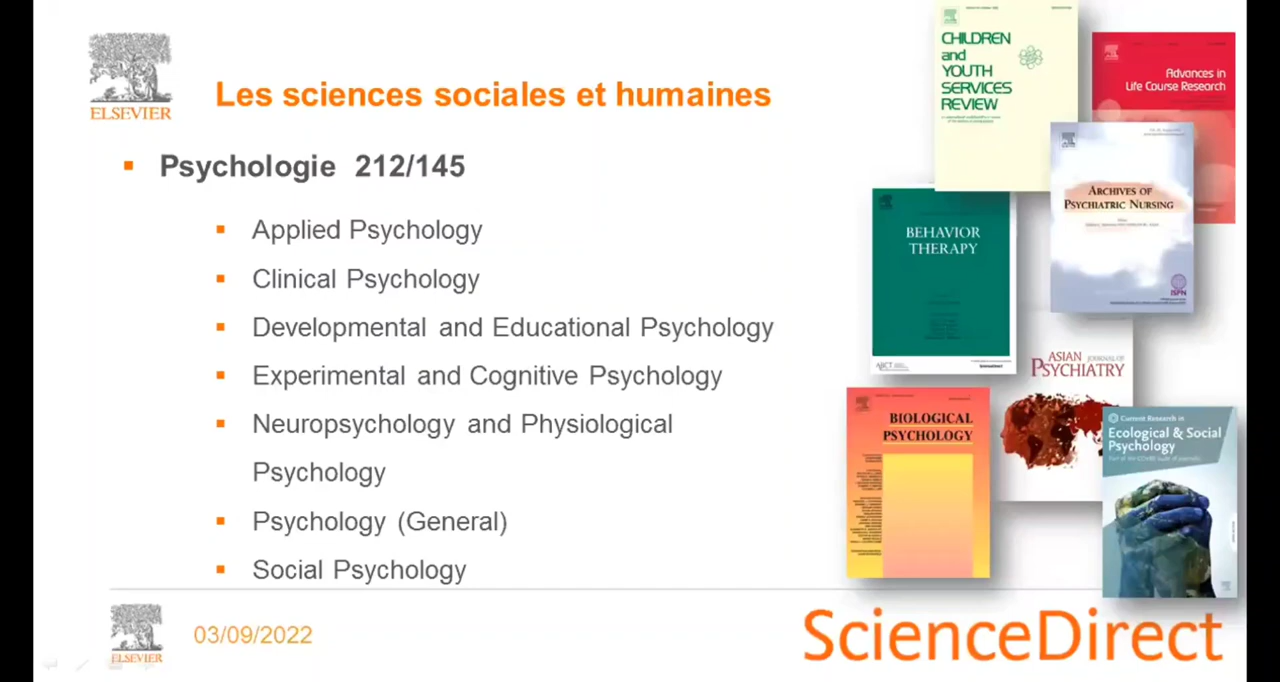 ELSEVIER
Les sciences sociales et humaines
Psychologie 212/145
Applied Psychology
Clinical Psychology
Developmental and Educational Psychology
Experimental and Cognitive Psychology
Neuropsychology and Physiological
Psychology
Psychology (General)
Social Psychology
CHILDREN
and
YOUTH
SERVICES
REVIEW
Advances in
Life Course Research
ARCHIVES OF
PSYCHIATRIC NURSING
ISPN
BEHAVIOR
THERAPY
ABCT
ASIAN JOURNAL OF
PSYCHIATRY
BIOLOGICAL
PSYCHOLOGY
Current Research in
Ecological & Social
Psychology
ELSEVIER
03/09/2022
ScienceDirect